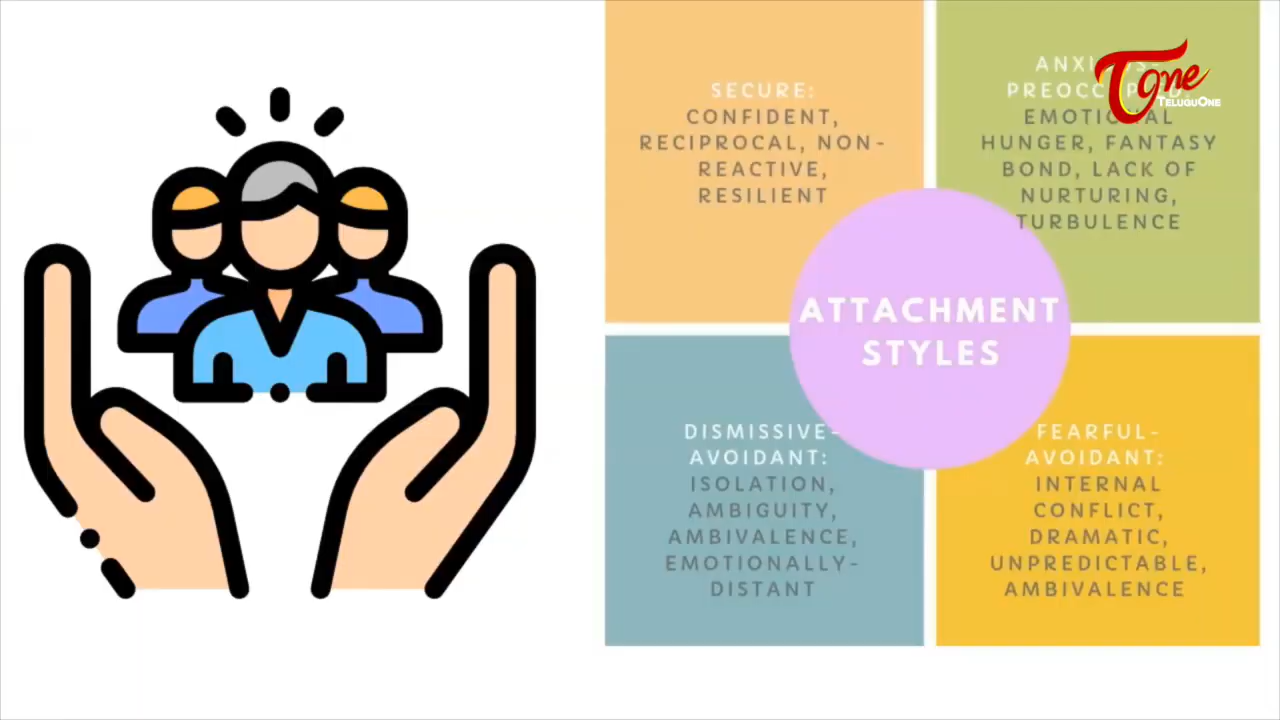 SECURE:
CONFIDENT,
RECIPROCAL, NON-
REACTIVE,
RESILIENT
EMOTIONAL
HUNGER, FANTASY
BOND, LACK OF
NURTURING,
TURBULENCE
ATTACHMENT
STYLES
DISMISSIVE-
AVOIDANT:
ISOLATION,
AMBIGUITY,
AMBIVALENCE,
EMOTIONALLY-
DISTANT
FEARFUL-
AVOIDANT:
INTERNAL
CONFLICT,
DRAMATIC,
UNPREDICTABLE,
AMBIVALENCE
Tone
TELUGUONE